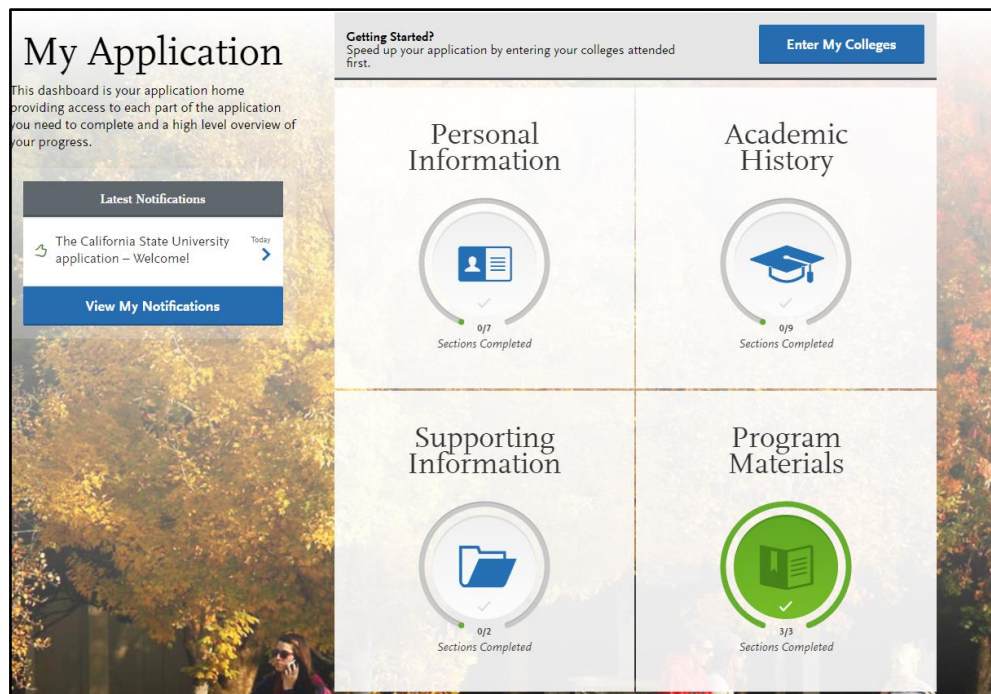 My Application
This dashboard is your application home
providing access to each part of the application
you need to complete and a high level overview of
your progress.
Latest Notifications
The California State University
application – Welcome!
Today
View My Notifications
Getting Started?
Speed up your application by entering your colleges attended
first.
Enter My Colleges
Personal
Information
0/7
Sections Completed
Academic
History
0/9
Sections Completed
Supporting
Information
0/2
Sections Completed
Program
Materials
3/3
Sections Completed